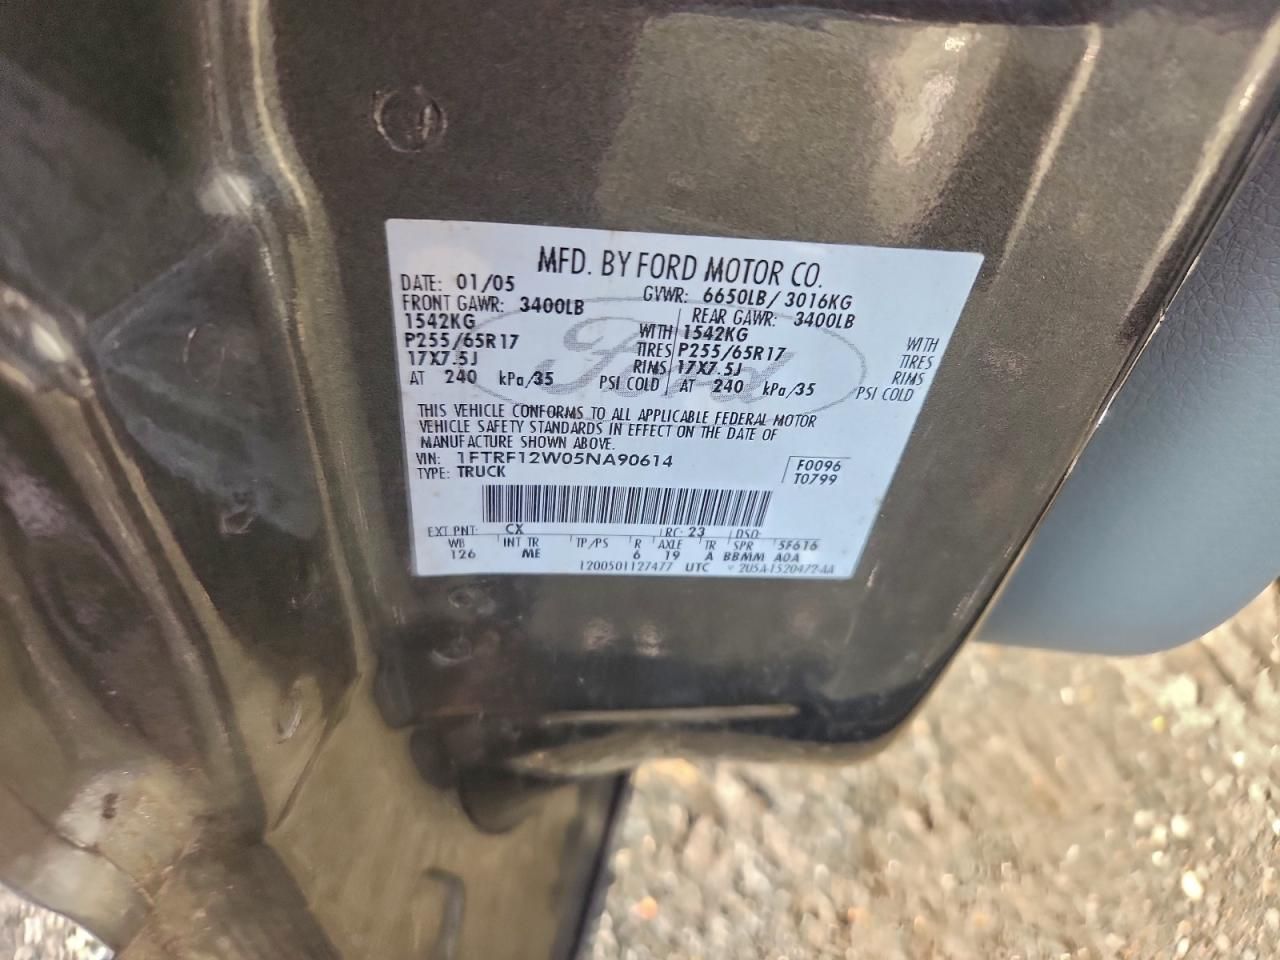 MFD. BY FORD MOTOR CO.
DATE: 01/05 GVWR: 6650LB/ 3016KG
FRONT GAWR: 3400LB REAR GAWR: 3400LB
1542KG WITH 1542KG WITH
P255/65R17 TIRES P255/65R17 TIRES
17X7.5J RIMS 17X7.5J RIMS
AT 240 kPa/35 PSI COLD AT 240 kPa/35 PSI COLD
Ford
THIS VEHICLE CONFORMS TO ALL APPLICABLE FEDERAL MOTOR
VEHICLE SAFETY STANDARDS IN EFFECT ON THE DATE OF
MANUFACTURE SHOWN ABOVE.
VIN: 1FTRF12W05NA90614 F0096
TYPE: TRUCK T0799
EXT PNT: CX RC: 23 DSO:
WB INT TR TP/PS R AXLE TR SPR 5F616
126 ME 6 19 A BBMM A0A
1200501127477 UTC 2U5A-1520472-AA